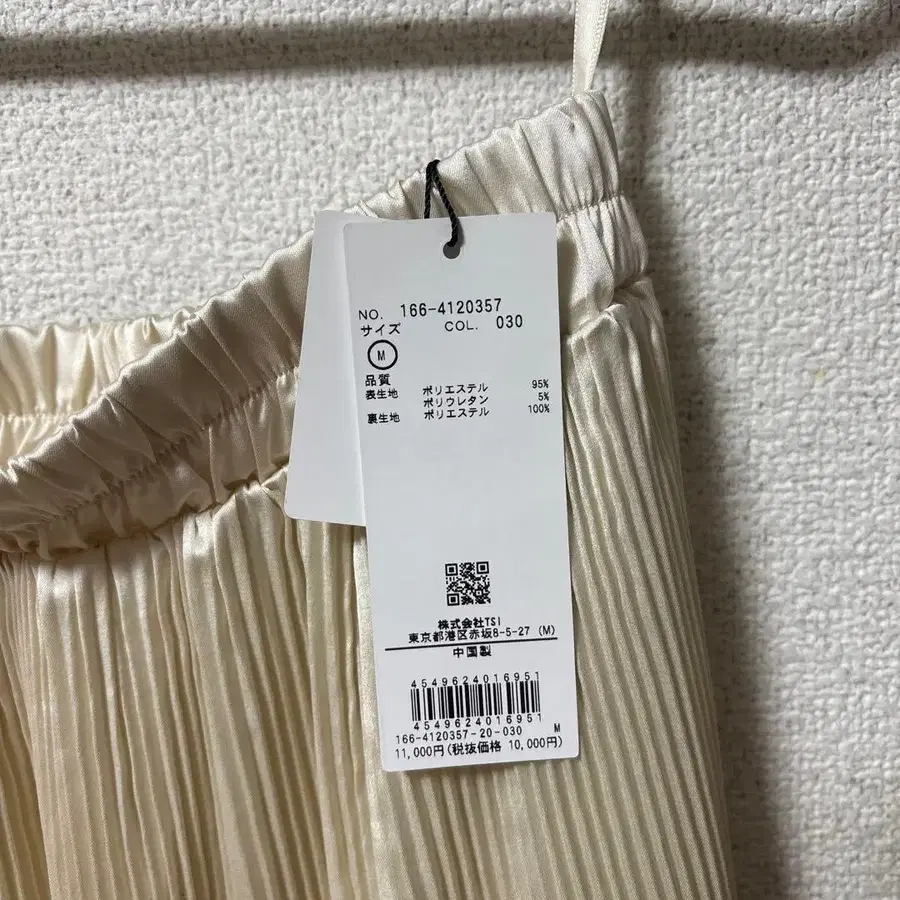 NO. 166-4120357
サイズ COL. 030
M
品質
表生地 ポリエステル 95%
ポリウレタン 5%
裏生地 ポリエステル 100%
株式会社TSI
東京都港区赤坂8-5-27 (M)
中国製
4549624016951
4549624016951
166-4120357-20-030 M
11,000円(税抜価格 10,000円)